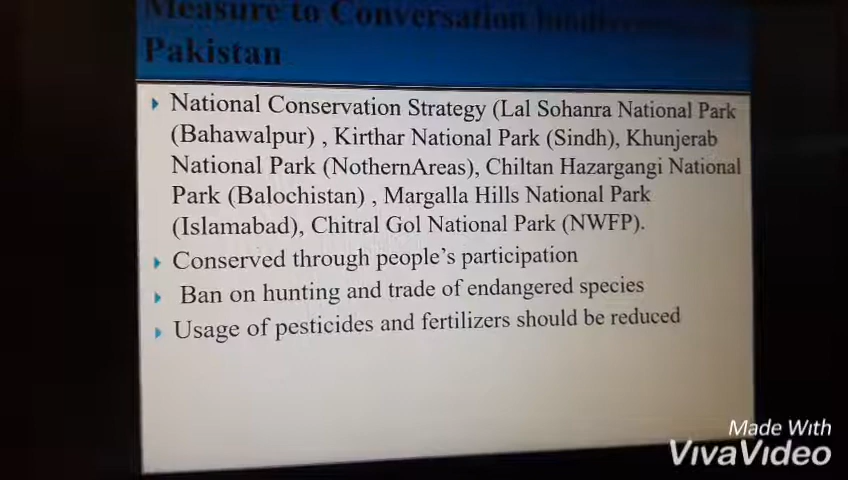 Measure to Conversation
Pakistan
National Conservation Strategy (Lal Sohanra National Park
(Bahawalpur) , Kirthar National Park (Sindh), Khunjerab
National Park (NothernAreas), Chiltan Hazargangi National
Park (Balochistan) , Margalla Hills National Park
(Islamabad), Chitral Gol National Park (NWFP).
Conserved through people's participation
Ban on hunting and trade of endangered species
Usage of pesticides and fertilizers should be reduced
Made With
VivaVideo